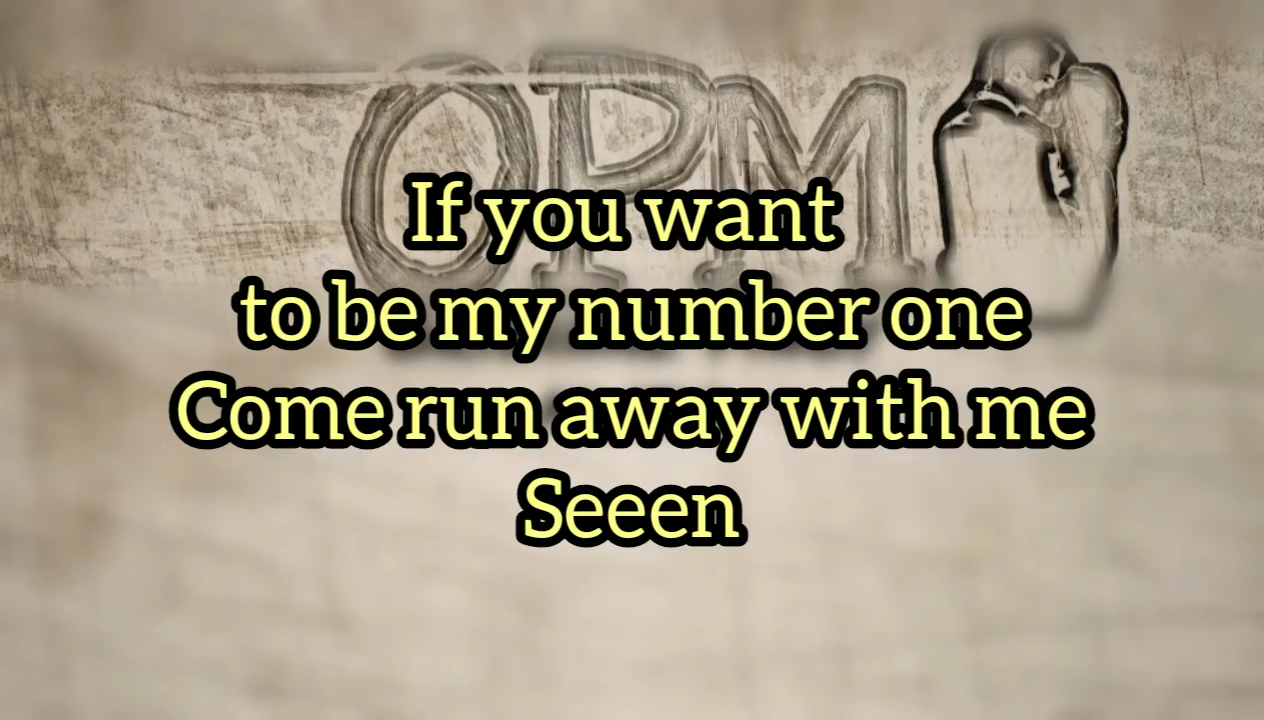 OPM
If you want
to be my number one
Come run away with me
Seeen